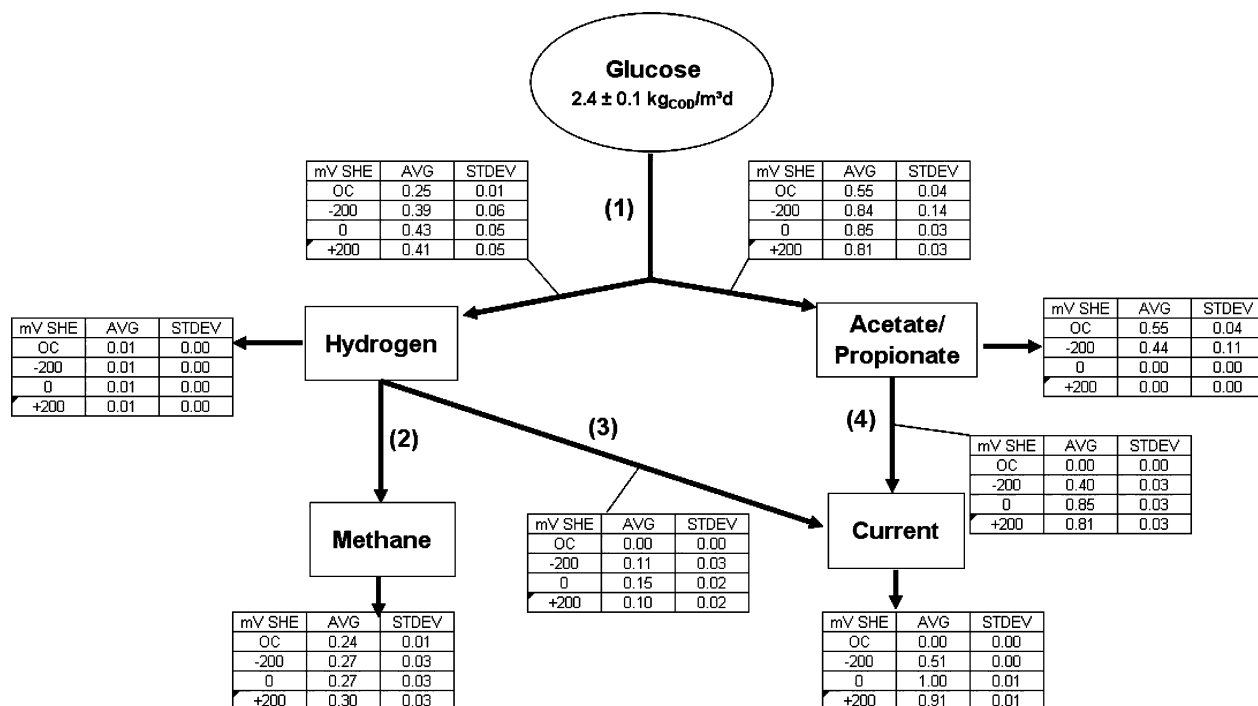 Glucose
2.4 ± 0.1 kgCOD/m³d
mV SHE AVG STDEV
OC 0.25 0.01
-200 0.39 0.06
0 0.43 0.05
+200 0.41 0.05
(1)
mV SHE AVG STDEV
OC 0.55 0.04
-200 0.84 0.14
0 0.85 0.03
+200 0.81 0.03
mV SHE AVG STDEV
OC 0.01 0.00
-200 0.01 0.00
0 0.01 0.00
+200 0.01 0.00
Hydrogen
Acetate/
Propionate
mV SHE AVG STDEV
OC 0.55 0.04
-200 0.44 0.11
0 0.00 0.00
+200 0.00 0.00
(2)
(3)
(4)
mV SHE AVG STDEV
OC 0.00 0.00
-200 0.40 0.03
0 0.85 0.03
+200 0.81 0.03
Methane
mV SHE AVG STDEV
OC 0.00 0.00
-200 0.11 0.03
0 0.15 0.02
+200 0.10 0.02
Current
mV SHE AVG STDEV
OC 0.24 0.01
-200 0.27 0.03
0 0.27 0.03
+200 0.30 0.03
mV SHE AVG STDEV
OC 0.00 0.00
-200 0.51 0.00
0 1.00 0.01
+200 0.91 0.01